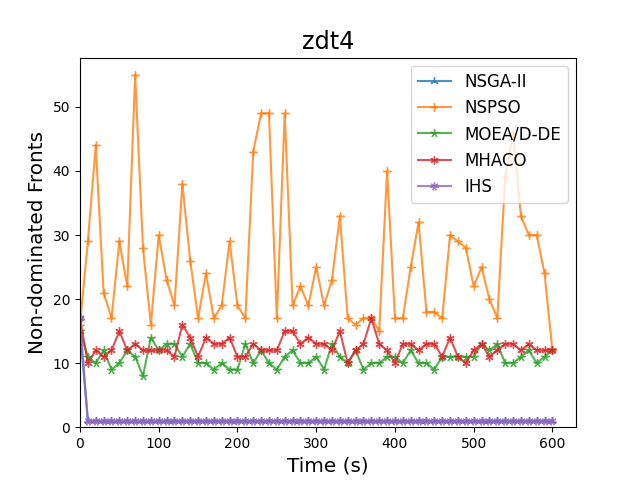 zdt4
Non-dominated Fronts
50
40
30
20
10
0
NSGA-II
NSPSO
MOEA/D-DE
MHACO
IHS
0
100
200
300
400
500
600
Time (s)